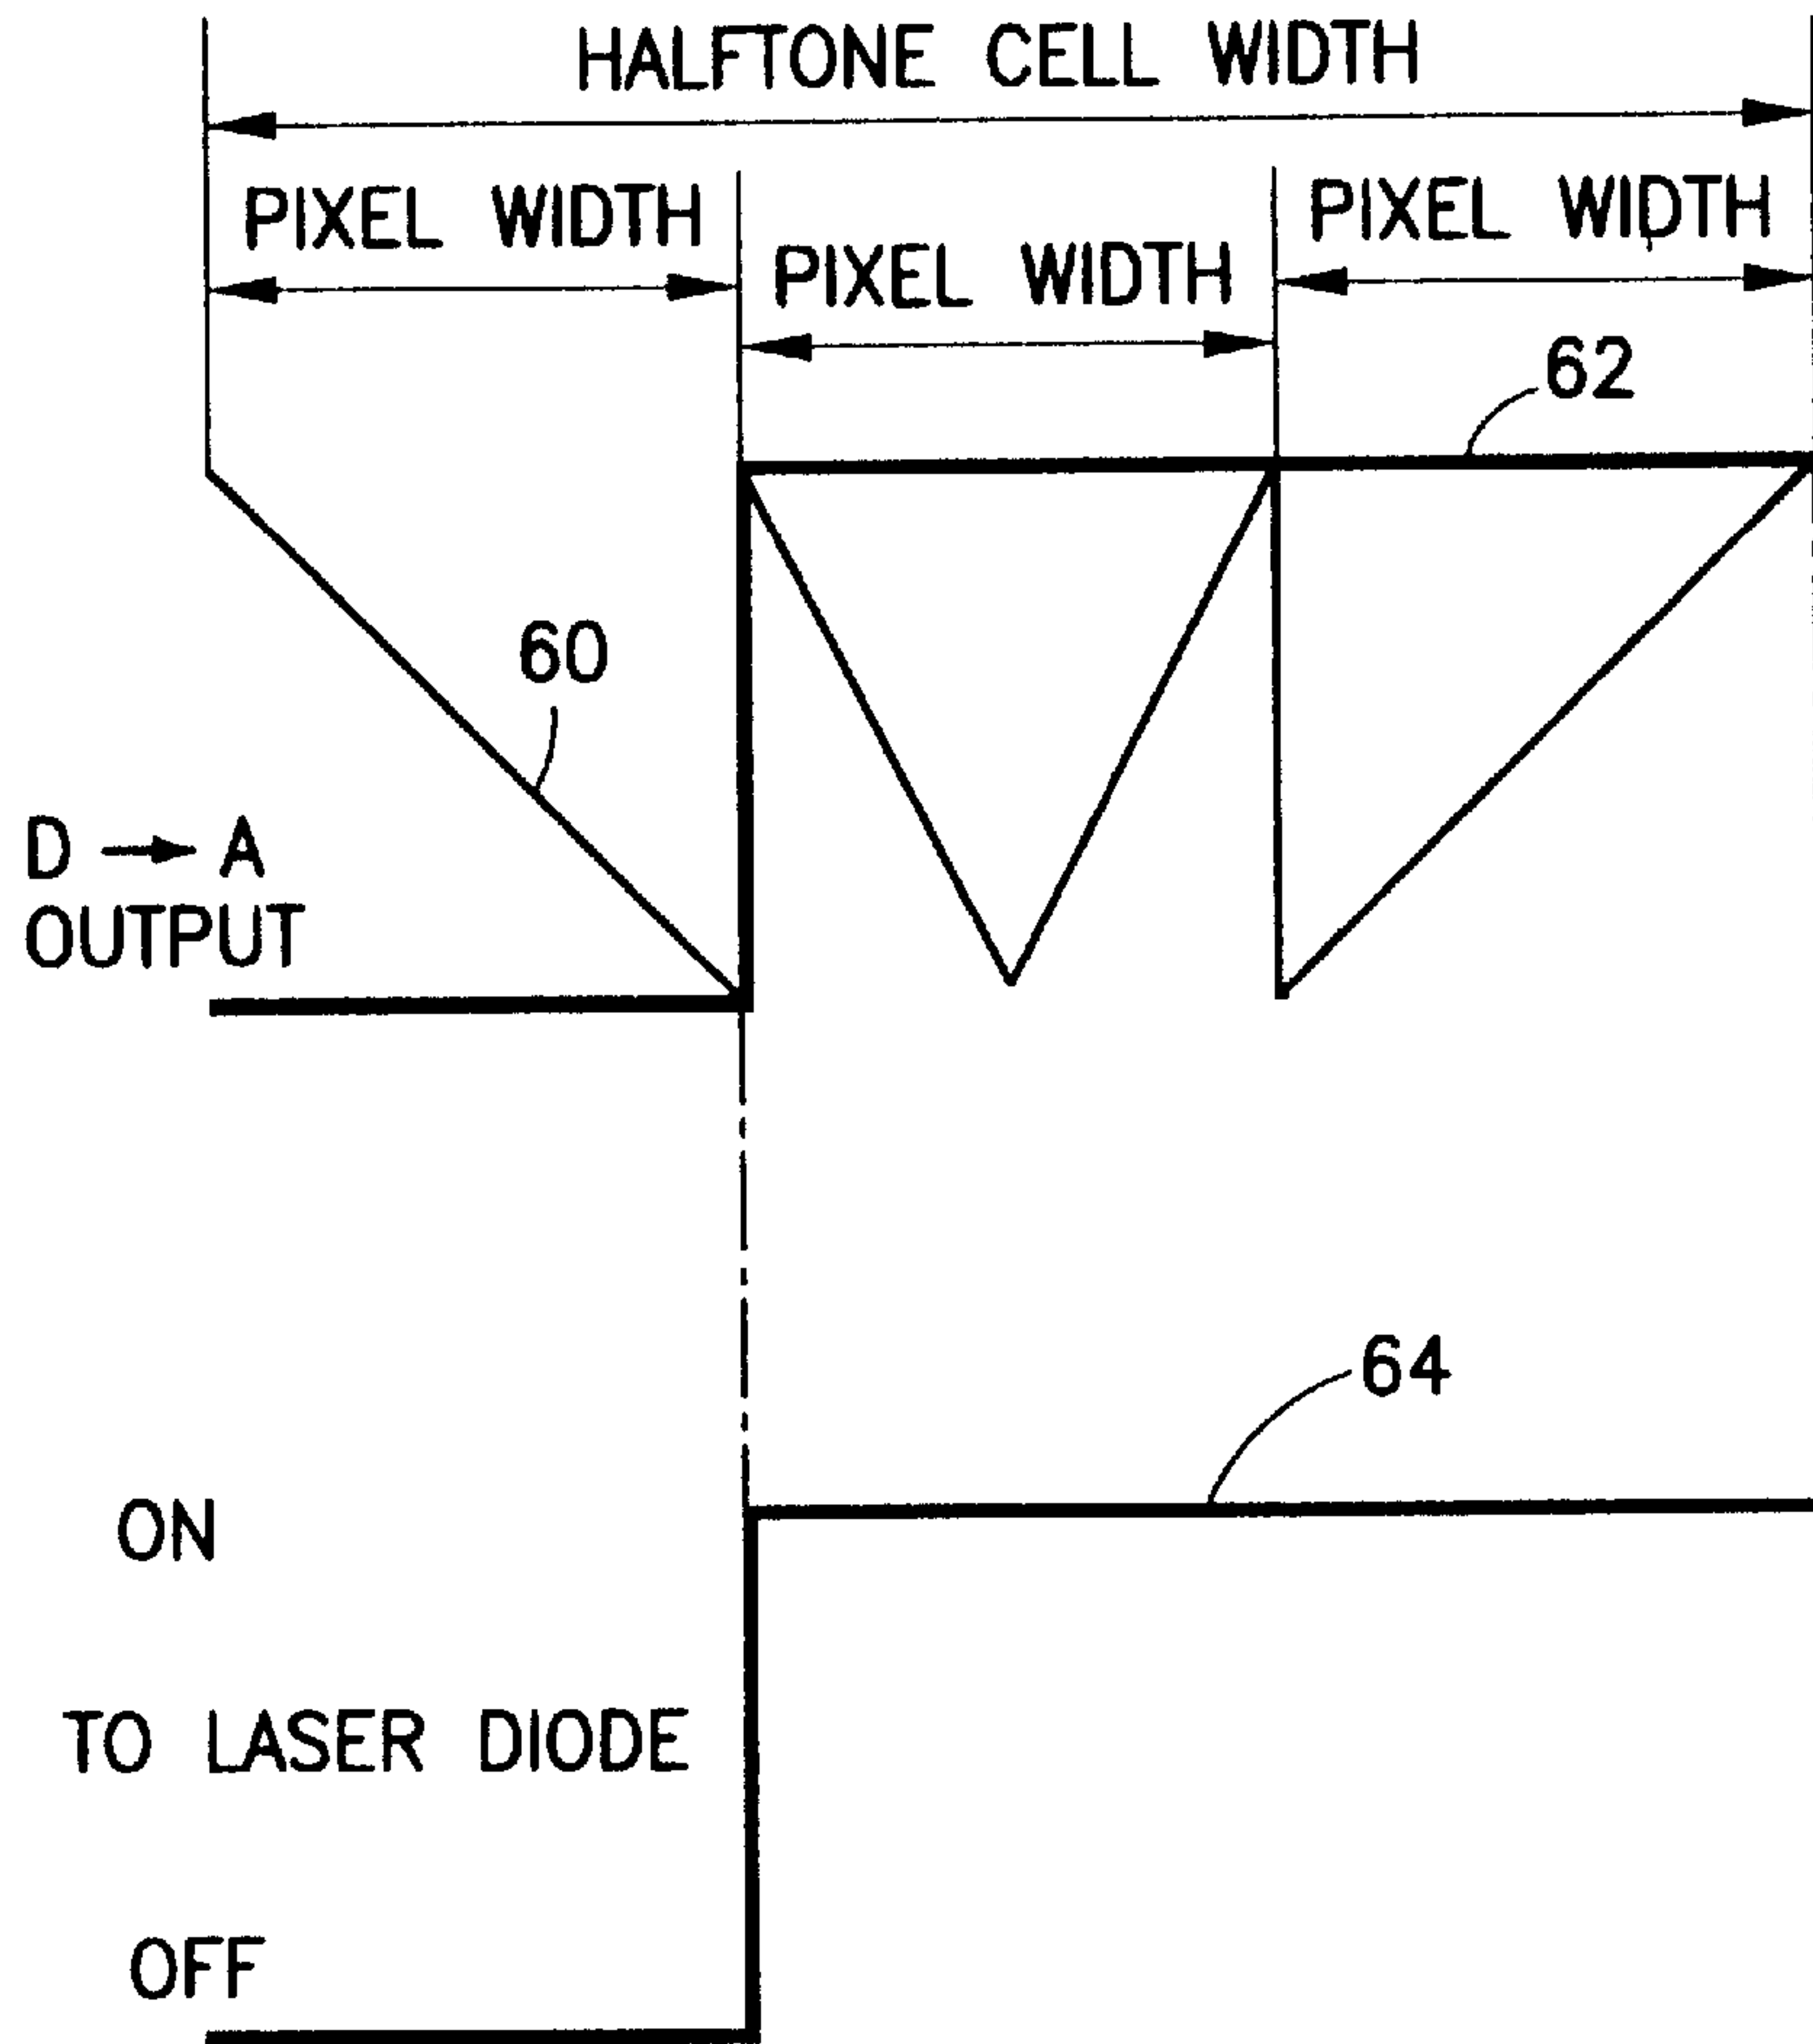 HALFTONE CELL WIDTH
PIXEL WIDTH
PIXEL WIDTH
PIXEL WIDTH
62
60
D A
OUTPUT
64
ON
TO LASER DIODE
OFF